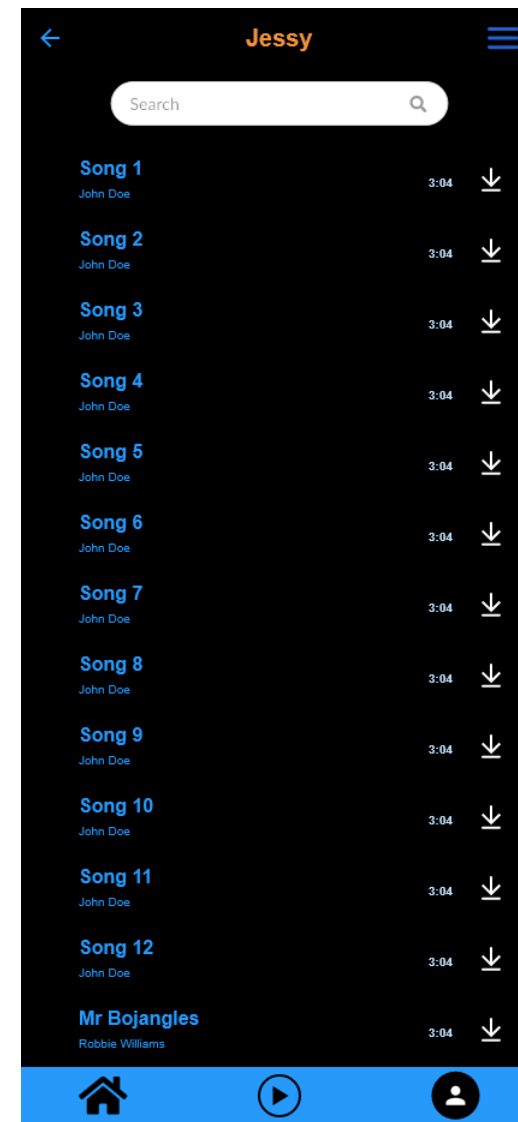 Jessy
Search
Song 1
John Doe
3:04
Song 2
John Doe
3:04
Song 3
John Doe
3:04
Song 4
John Doe
3:04
Song 5
John Doe
3:04
Song 6
John Doe
3:04
Song 7
John Doe
3:04
Song 8
John Doe
3:04
Song 9
John Doe
3:04
Song 10
John Doe
3:04
Song 11
John Doe
3:04
Song 12
John Doe
3:04
Mr Bojangles
Robbie Williams
3:04